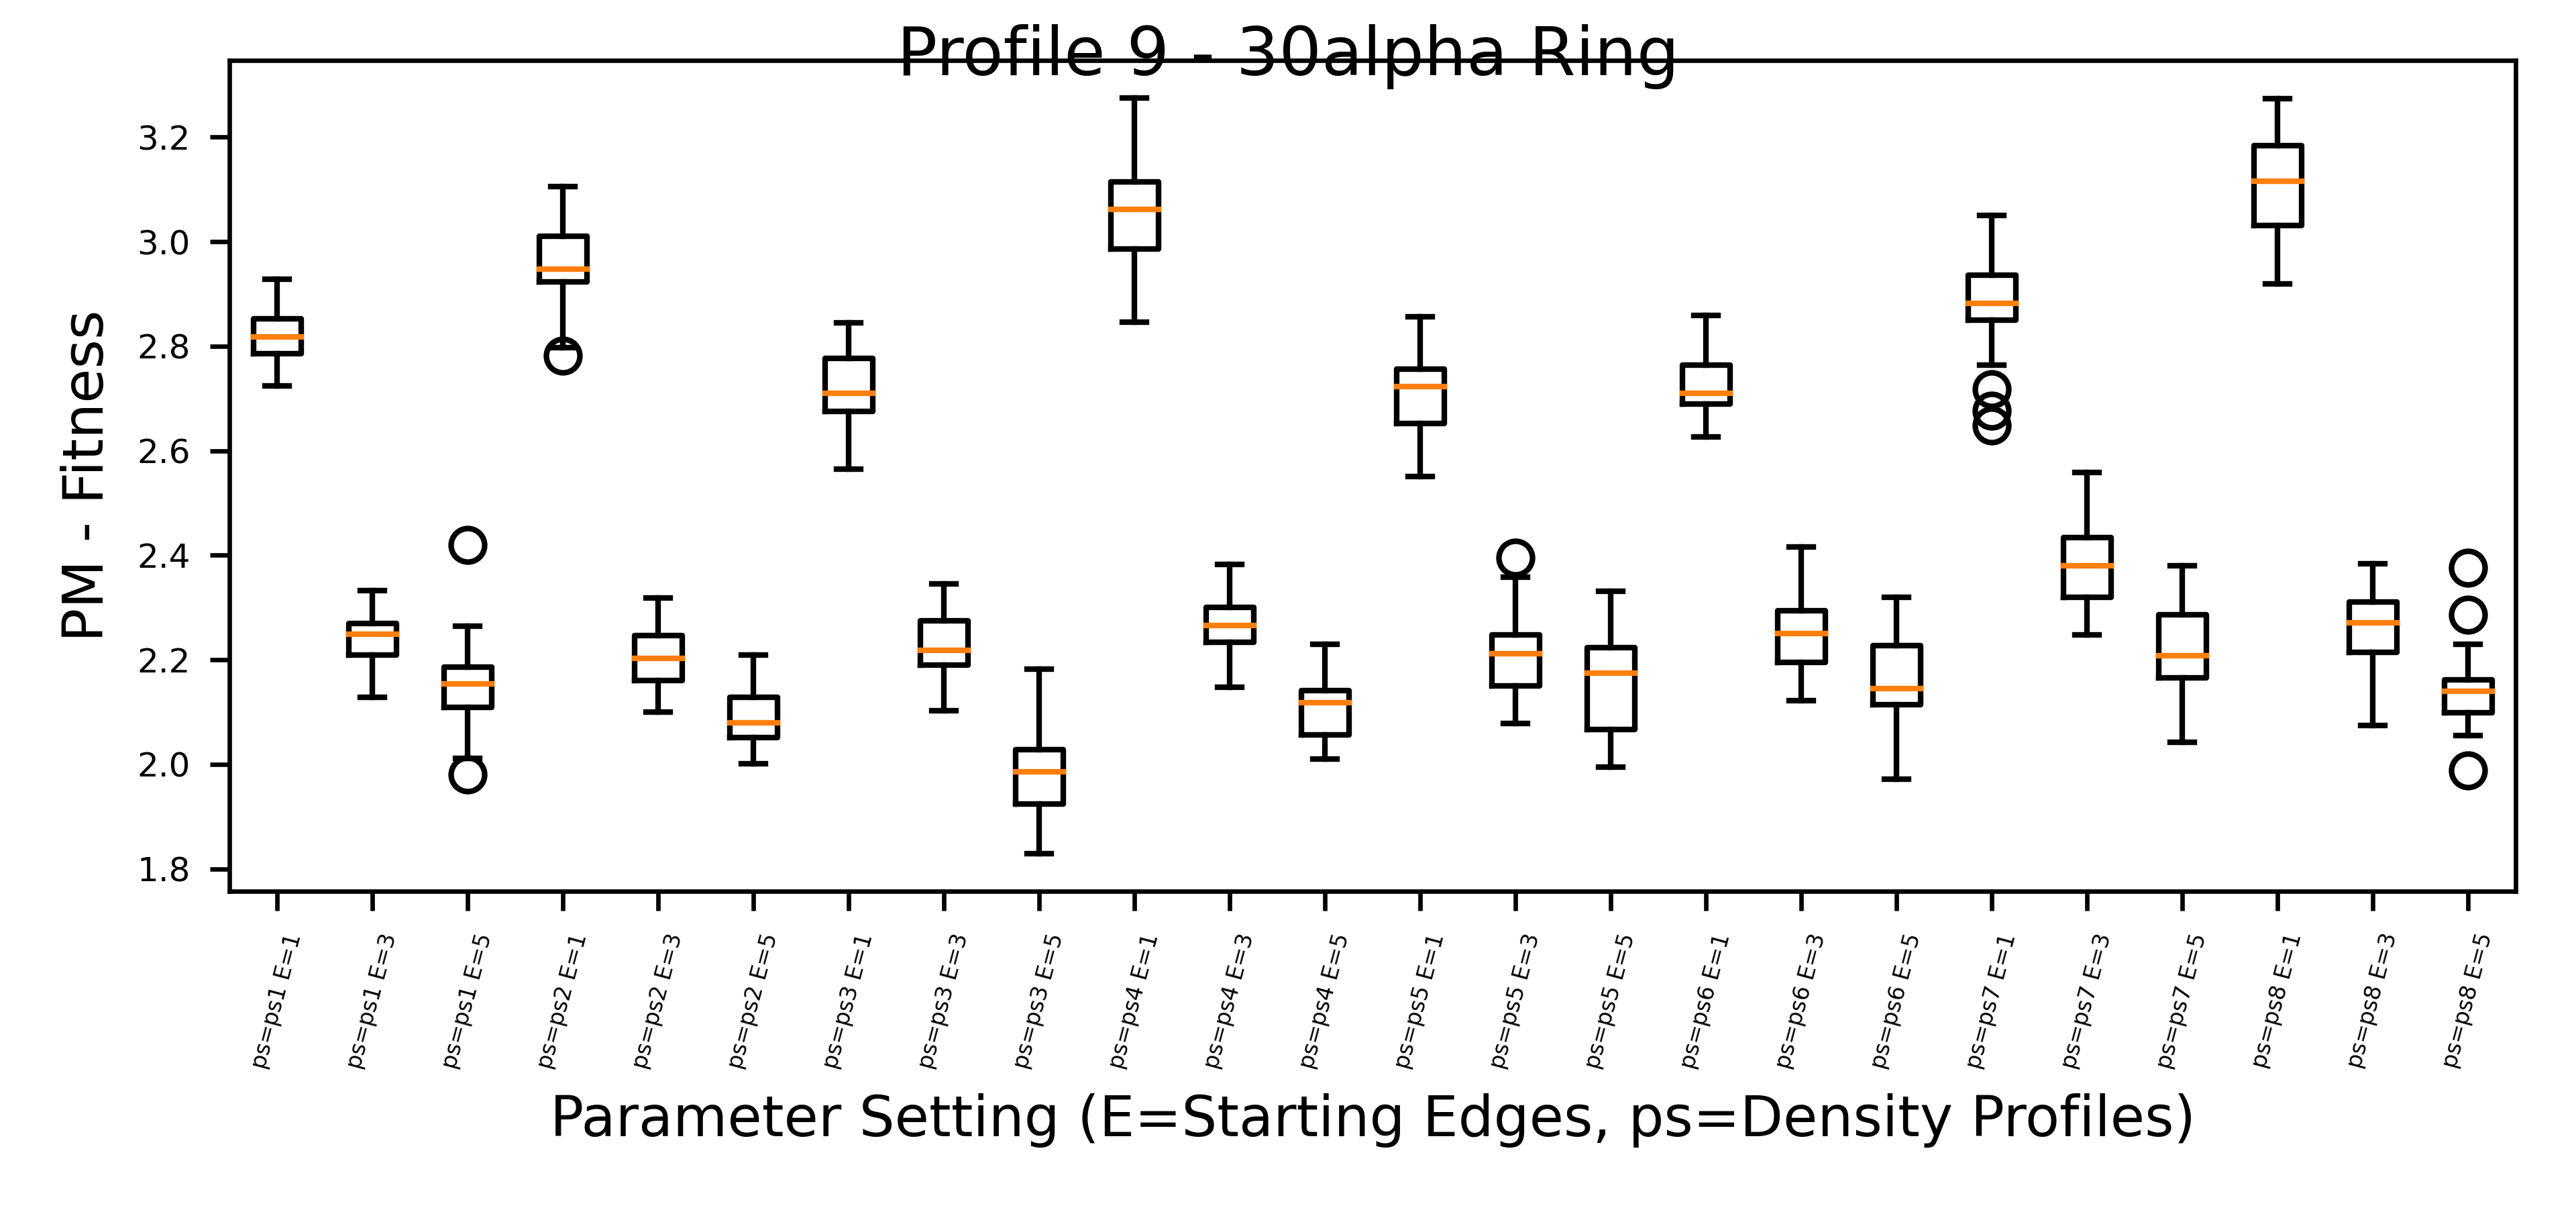 Profile 9 - 30alpha Ring
PM - Fitness
3.2
3.0
2.8
2.6
2.4
2.2
2.0
1.8
ps=ps1 E=1
ps=ps1 E=3
ps=ps1 E=5
ps=ps2 E=1
ps=ps2 E=3
ps=ps2 E=5
ps=ps3 E=1
ps=ps3 E=3
ps=ps3 E=5
ps=ps4 E=1
ps=ps4 E=3
ps=ps4 E=5
ps=ps5 E=1
ps=ps5 E=3
ps=ps5 E=5
ps=ps6 E=1
ps=ps6 E=3
ps=ps6 E=5
ps=ps7 E=1
ps=ps7 E=3
ps=ps7 E=5
ps=ps8 E=1
ps=ps8 E=3
ps=ps8 E=5
Parameter Setting (E=Starting Edges, ps=Density Profiles)